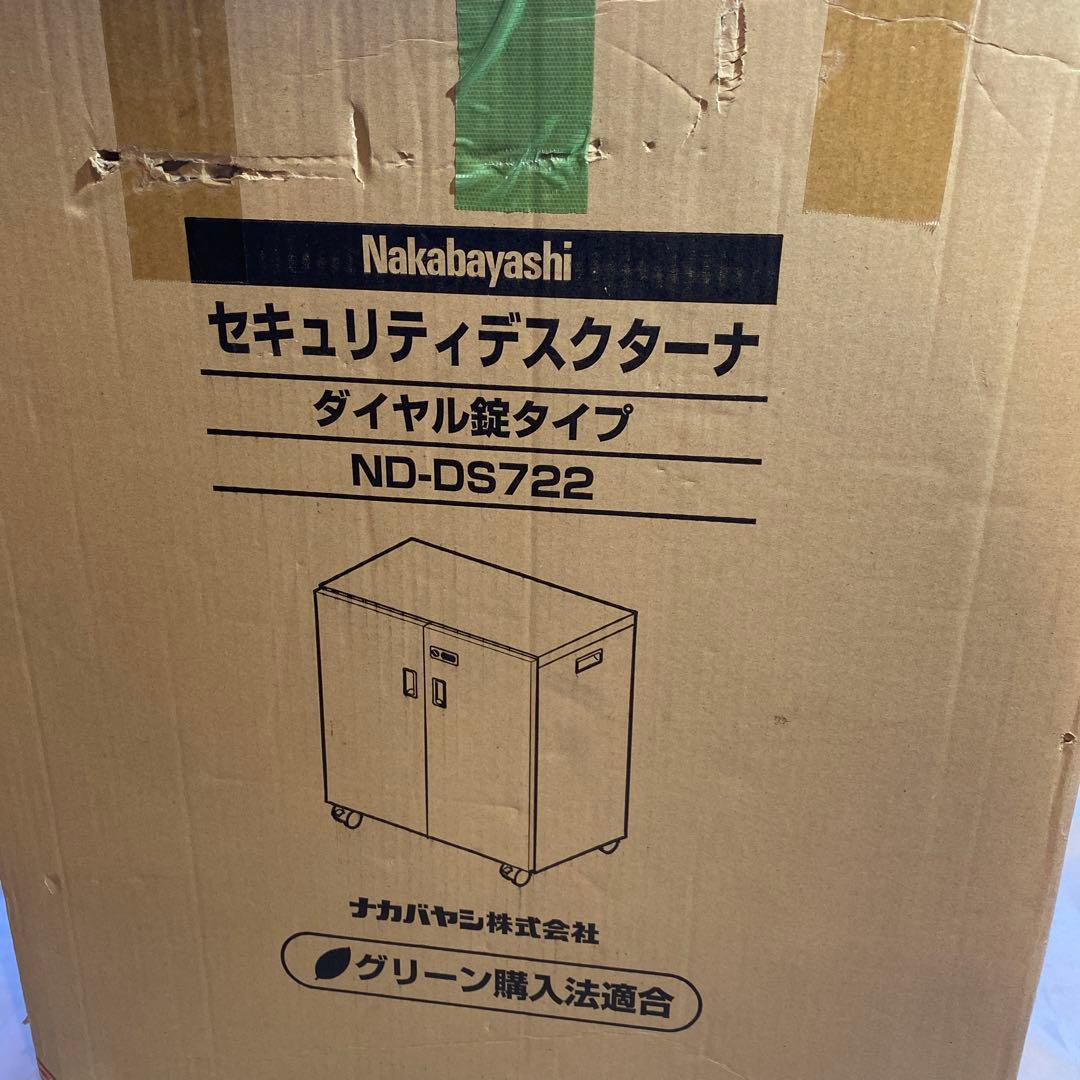 Nakabayashi
セキュリティデスクターナ
ダイヤル錠タイプ
ND-DS722
ナカバヤシ株式会社
グリーン購入法適合